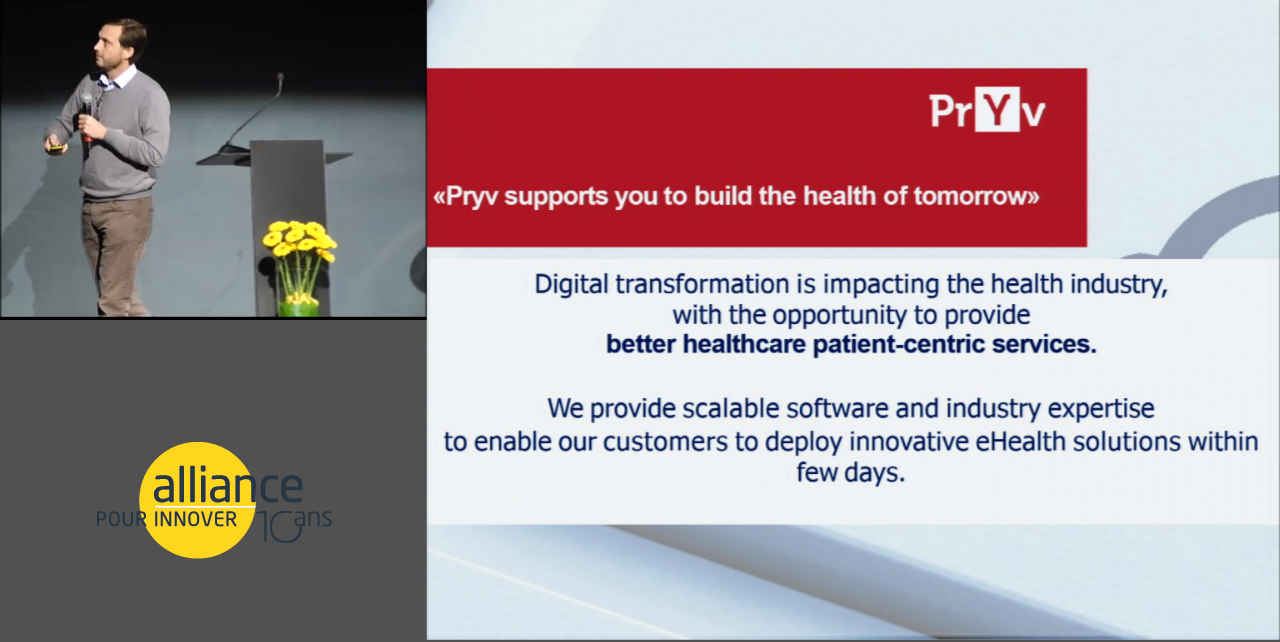 PrYv
«Pryv supports you to build the health of tomorrow»
Digital transformation is impacting the health industry,
with the opportunity to provide
better healthcare patient-centric services.
We provide scalable software and industry expertise
to enable our customers to deploy innovative eHealth solutions within
few days.
alliance
POUR INNOVER 10ans